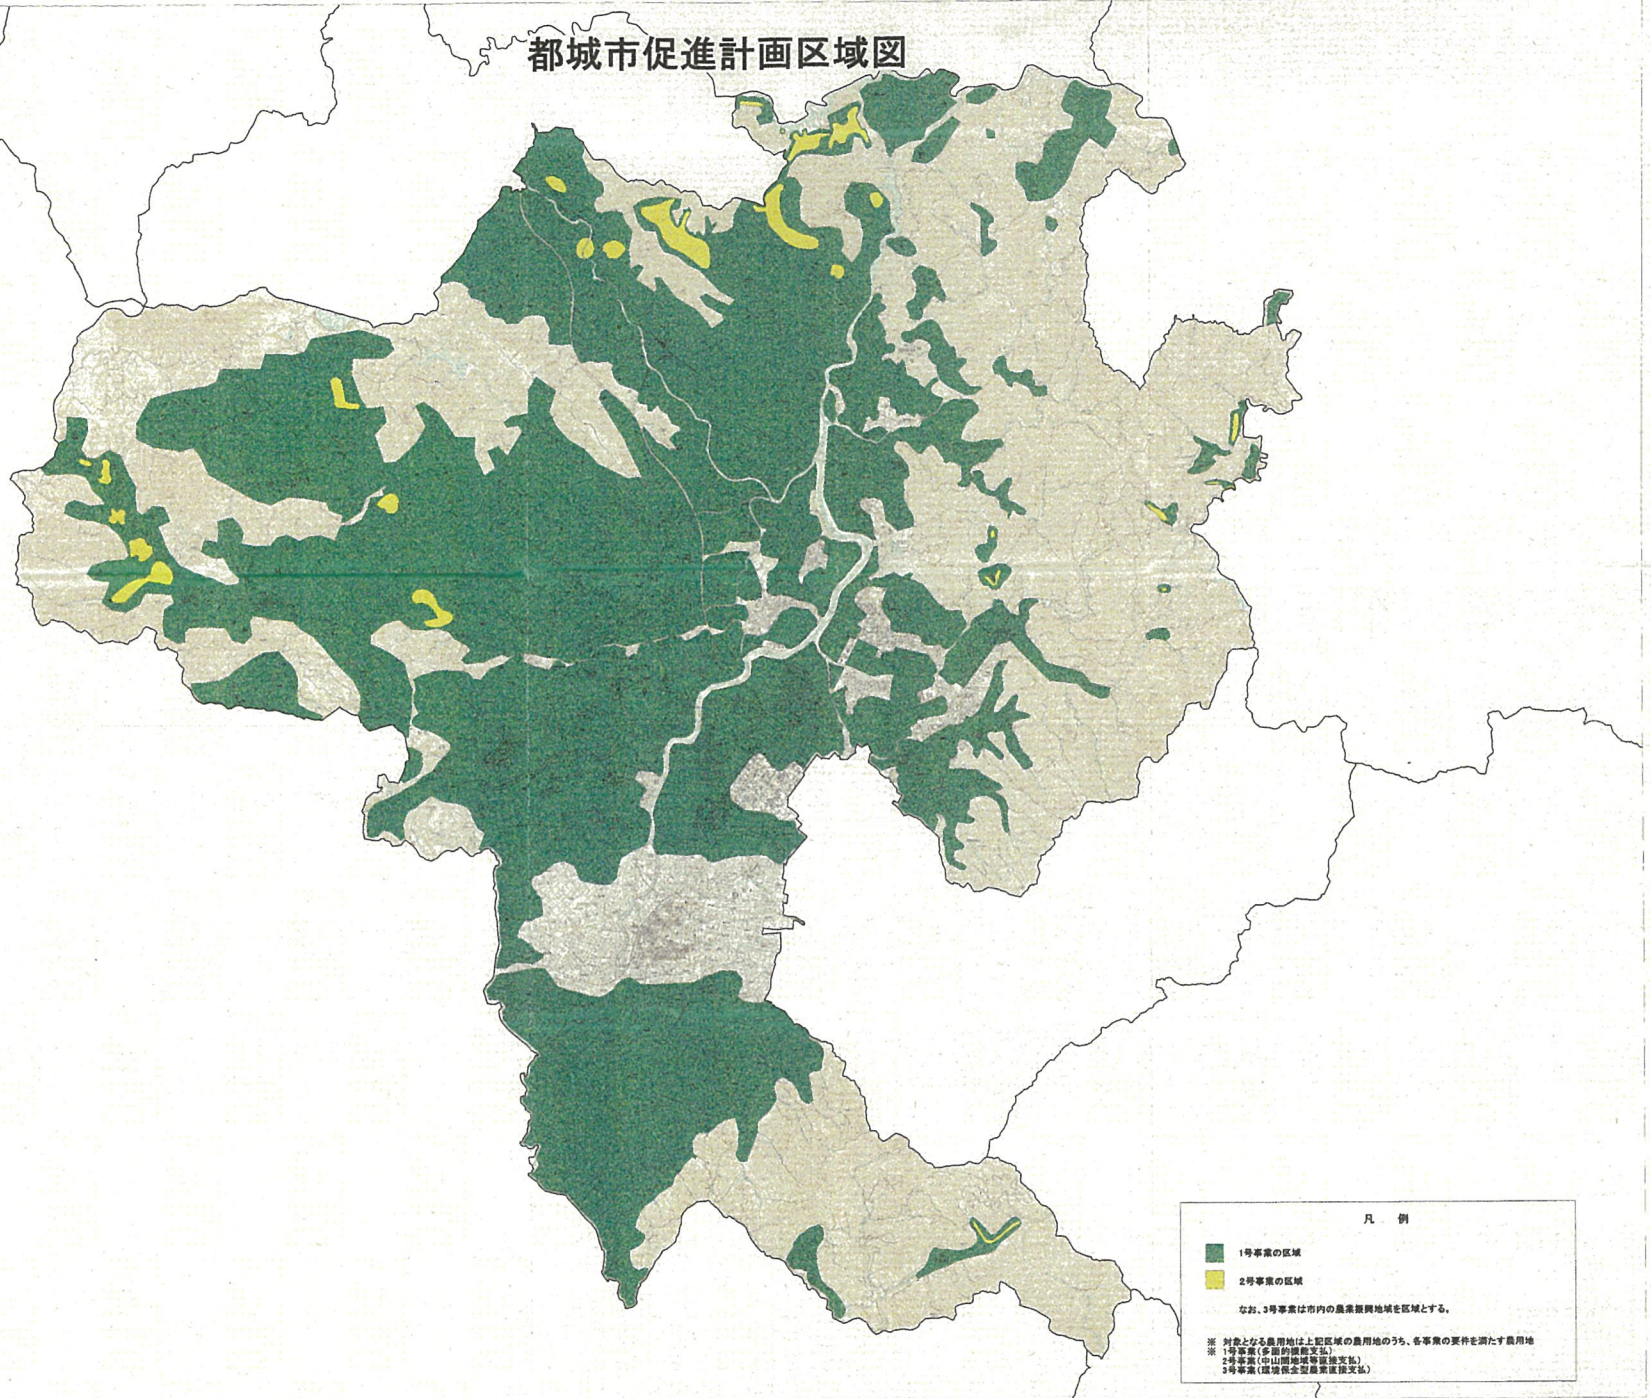 都城市促進計画区域図
凡 例
1号事業の区域
2号事業の区域
なお、3号事業は市内の農業振興地域を区域とする。
※ 対象となる農用地は上記区域の農用地のうち、各事業の要件を満たす農用地
※ 1号事業(多面的機能支払)
2号事業(中山間地域等直接支払)
3号事業(環境保全型農業直接支払)